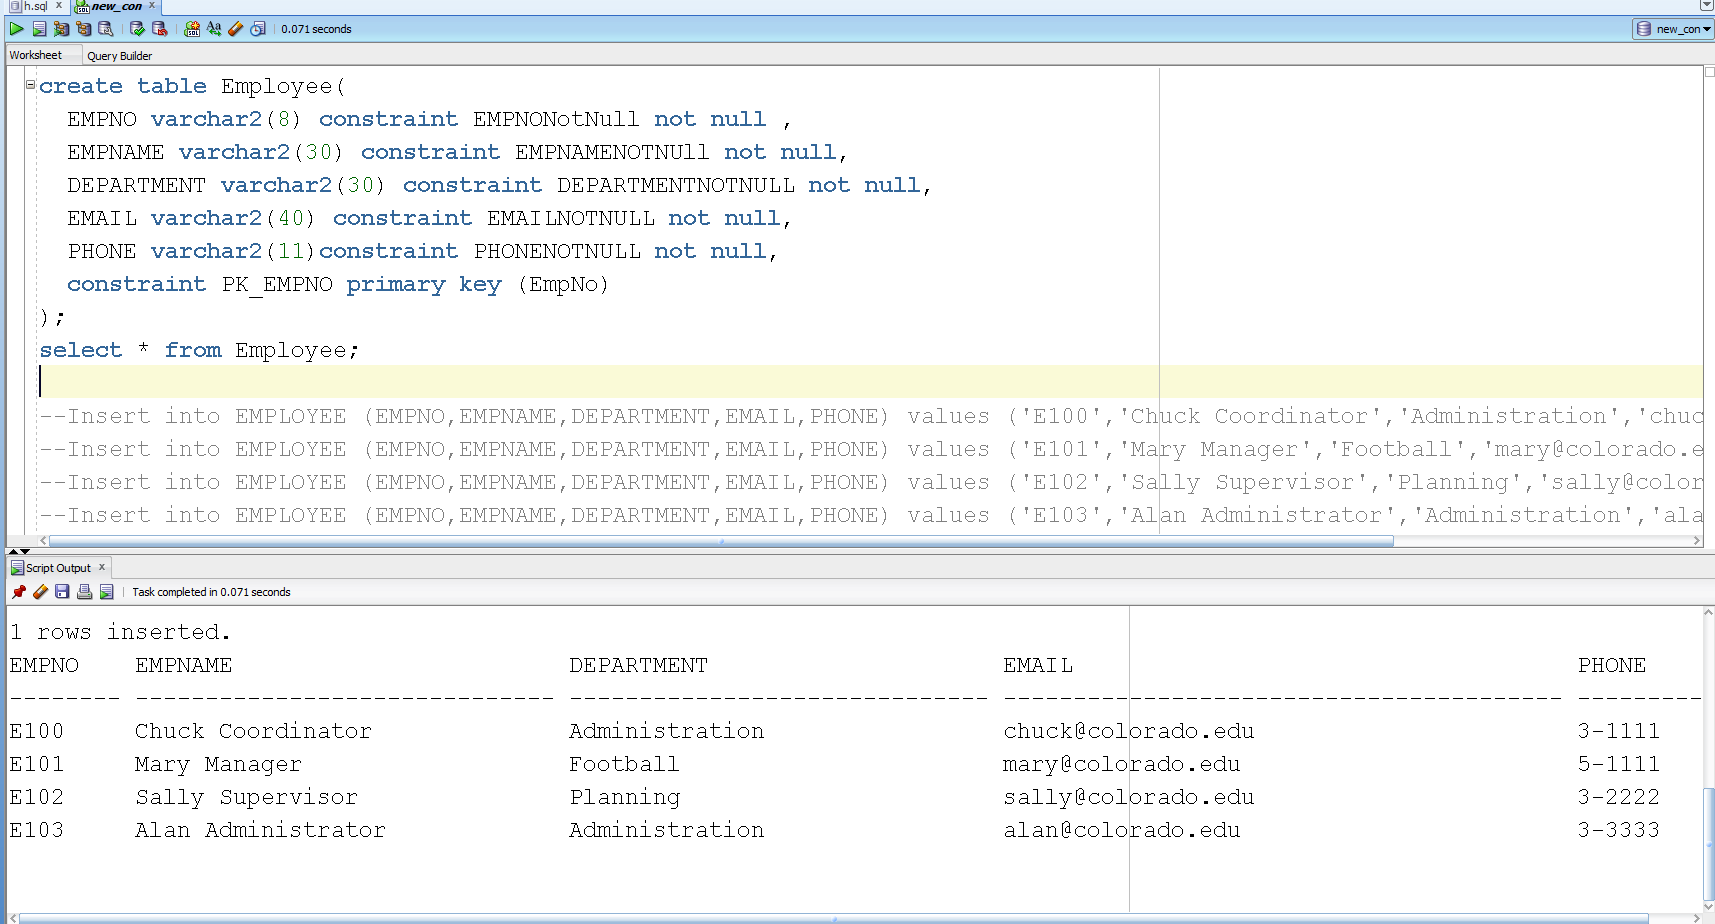 h.sql x new_con x
0.071 seconds new_con
Worksheet Query Builder
create table Employee(
EMPNO varchar2(8) constraint EMPNONotNull not null ,
EMPNAME varchar2(30) constraint EMPNAMENOTNUll not null,
DEPARTMENT varchar2(30) constraint DEPARTMENTNOTNULL not null,
EMAIL varchar2(40) constraint EMAILNOTNULL not null,
PHONE varchar2(11)constraint PHONENOTNULL not null,
constraint PK_EMPNO primary key (EmpNo)
);
select * from Employee;
--Insert into EMPLOYEE (EMPNO,EMPNAME,DEPARTMENT,EMAIL,PHONE) values ('E100','Chuck Coordinator','Administration','chuc
--Insert into EMPLOYEE (EMPNO,EMPNAME,DEPARTMENT,EMAIL,PHONE) values ('E101','Mary Manager','Football','mary@colorado.e
--Insert into EMPLOYEE (EMPNO,EMPNAME,DEPARTMENT,EMAIL,PHONE) values ('E102','Sally Supervisor','Planning','sally@color
--Insert into EMPLOYEE (EMPNO,EMPNAME,DEPARTMENT,EMAIL,PHONE) values ('E103','Alan Administrator','Administration','ala
Script Output x
Task completed in 0.071 seconds
1 rows inserted.
EMPNO EMPNAME DEPARTMENT EMAIL PHONE
-------- ------------------------------ ------------------------------ ---------------------------------------- ---------
E100 Chuck Coordinator Administration chuck@colorado.edu 3-1111
E101 Mary Manager Football mary@colorado.edu 5-1111
E102 Sally Supervisor Planning sally@colorado.edu 3-2222
E103 Alan Administrator Administration alan@colorado.edu 3-3333